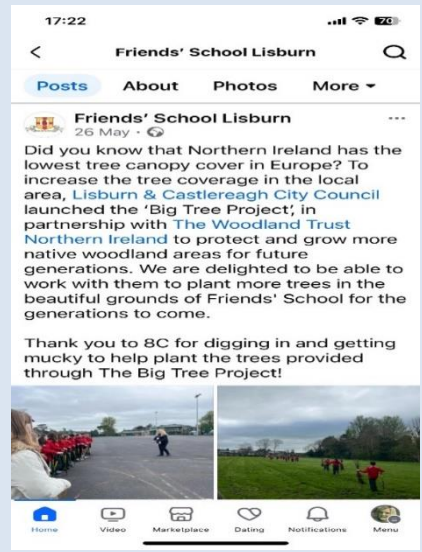 17:22
70
Friends' School Lisburn
Posts About Photos More
Friends' School Lisburn
26 May ·
Did you know that Northern Ireland has the
lowest tree canopy cover in Europe? To
increase the tree coverage in the local
area, Lisburn & Castlereagh City Council
launched the 'Big Tree Project', in
partnership with The Woodland Trust
Northern Ireland to protect and grow more
native woodland areas for future
generations. We are delighted to be able to
work with them to plant more trees in the
beautiful grounds of Friends' School for the
generations to come.
Thank you to 8C for digging in and getting
mucky to help plant the trees provided
through The Big Tree Project!
Home Video Marketplace Dating Notifications Menu